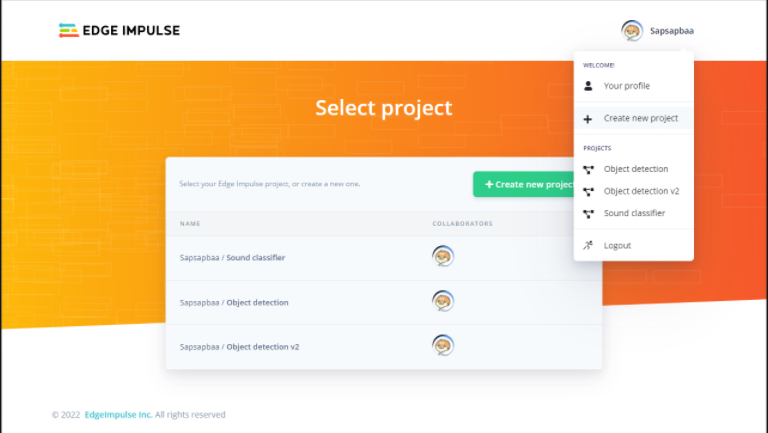 EDGE IMPULSE
Sapsapbaa
WELCOME!
Your profile
Create new project
PROJECTS
Object detection
Object detection v2
Sound classifier
Logout
Select project
Select your Edge Impulse project, or create a new one.
+ Create new projec
NAME COLLABORATORS
Sapsapbaa / Sound classifier
Sapsapbaa / Object detection
Sapsapbaa / Object detection v2
© 2022 EdgeImpulse Inc. All rights reserved